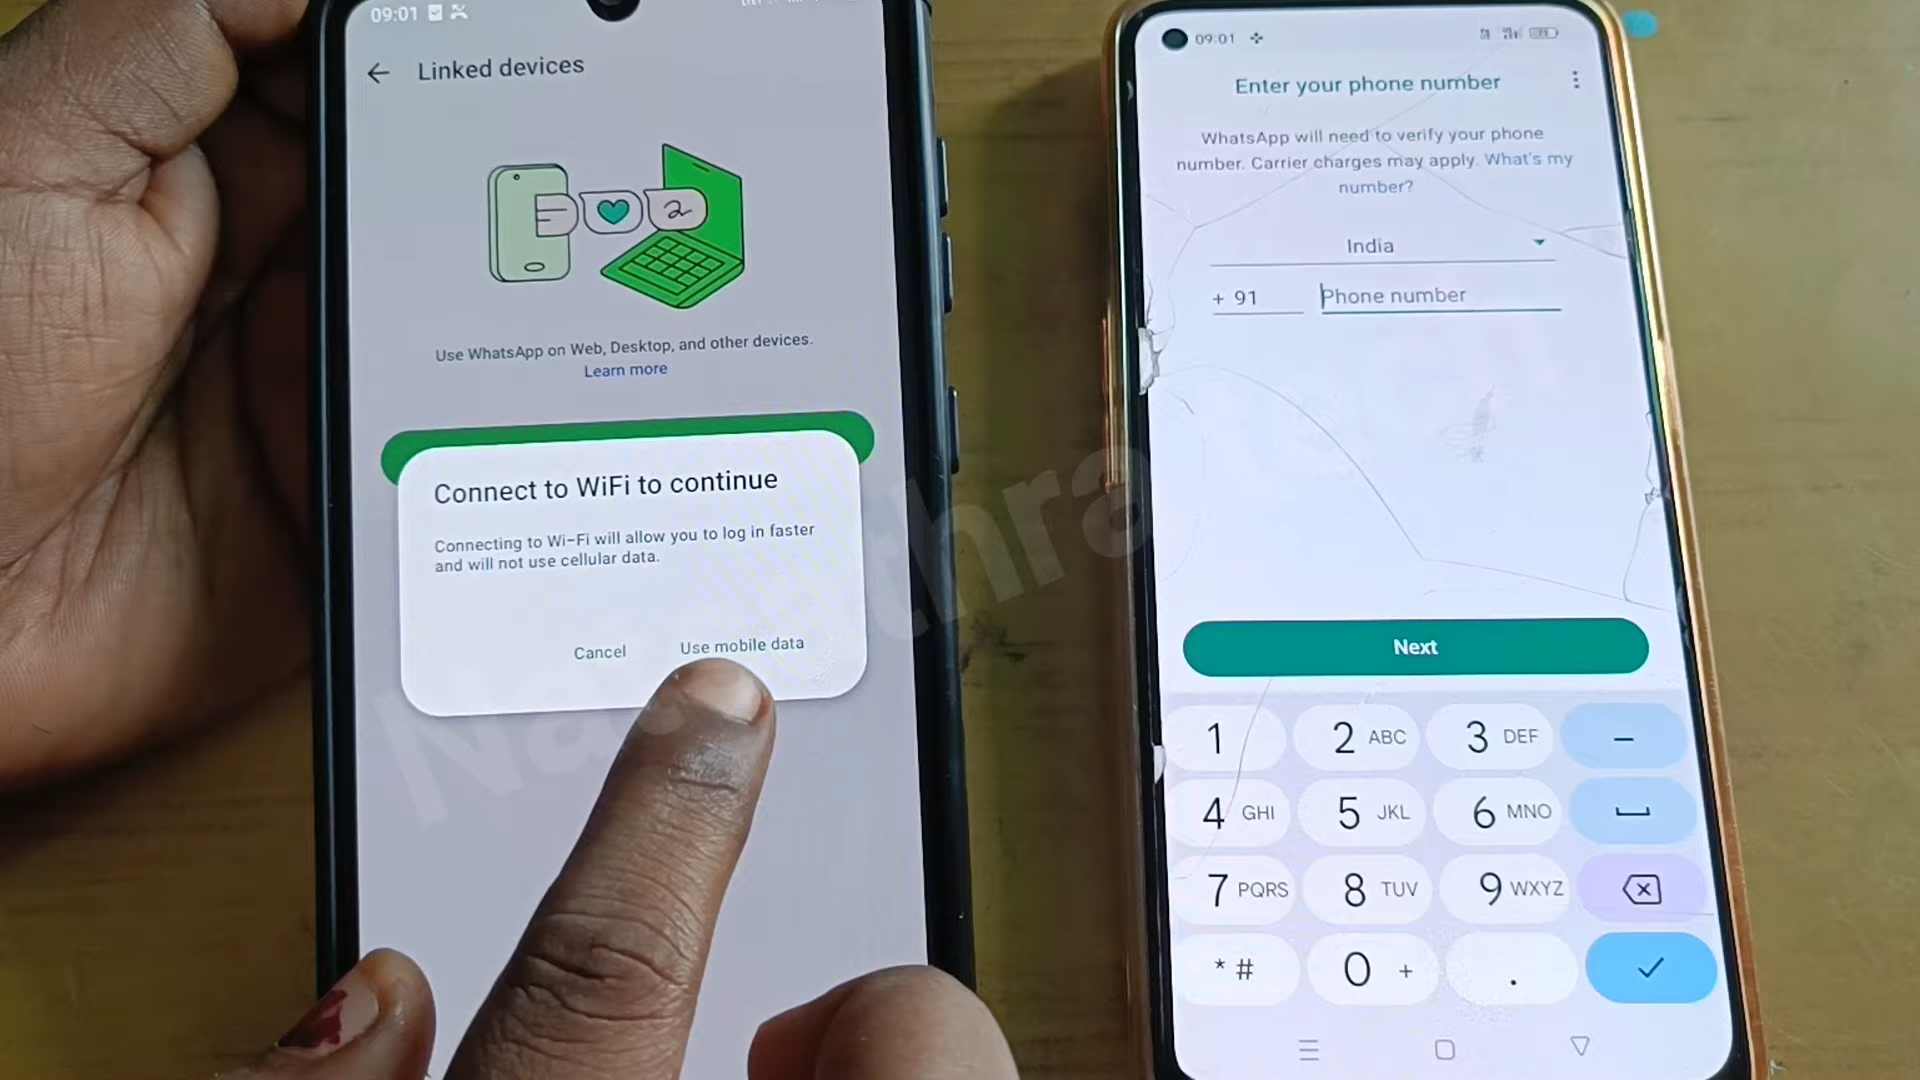 09:01
Linked devices
Use WhatsApp on Web, Desktop, and other devices.
Learn more
Connect to WiFi to continue
Connecting to Wi-Fi will allow you to log in faster
and will not use cellular data.
Cancel Use mobile data
09:01
Enter your phone number
WhatsApp will need to verify your phone
number. Carrier charges may apply. What's my
number?
India
+ 91 Phone number
Next
1 2 ABC 3 DEF –
4 GHI 5 JKL 6 MNO
7 PQRS 8 TUV 9 WXYZ
* # 0 + .